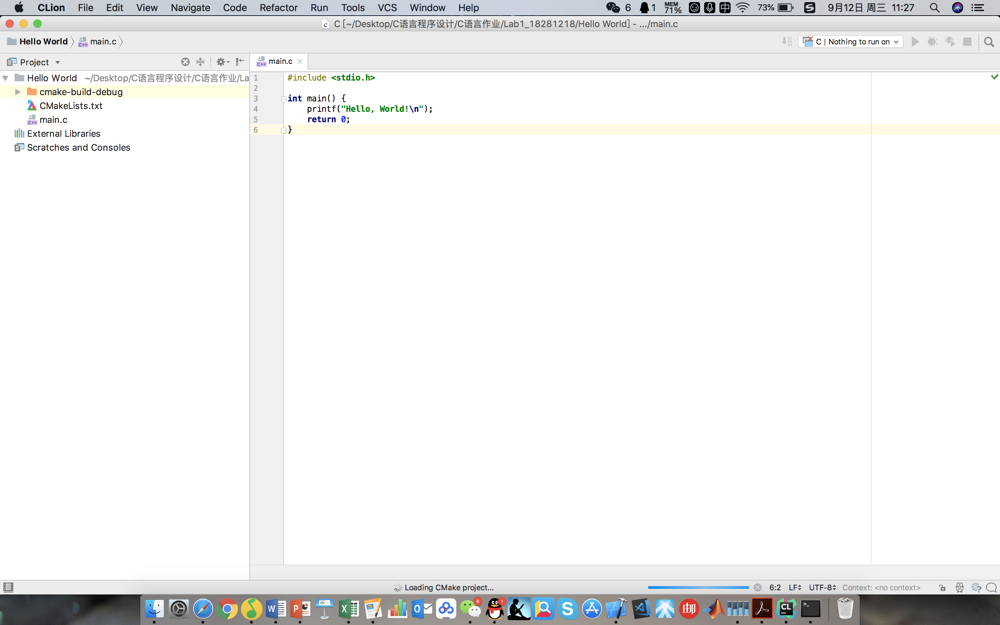 CLion File Edit View Navigate Code Refactor Run Tools VCS Window Help 6 1 MEM 71% 中 73% S 9月12日 周三 11:27
C [~/Desktop/C语言程序设计/C语言作业/Lab1_18281218/Hello World] - .../main.c
Hello World main.c C | Nothing to run on
Project main.c
Hello World ~/Desktop/C语言程序设计/C语言作业/La
cmake-build-debug
CMakeLists.txt
main.c
External Libraries
Scratches and Consoles
1 #include <stdio.h>
2
3 int main() {
4 printf("Hello, World!\n");
5 return 0;
6 }
Loading CMake project... 6:2 LF UTF-8 Context: <no context>
W P X PAGES O 6 1 S 邮 CL >_